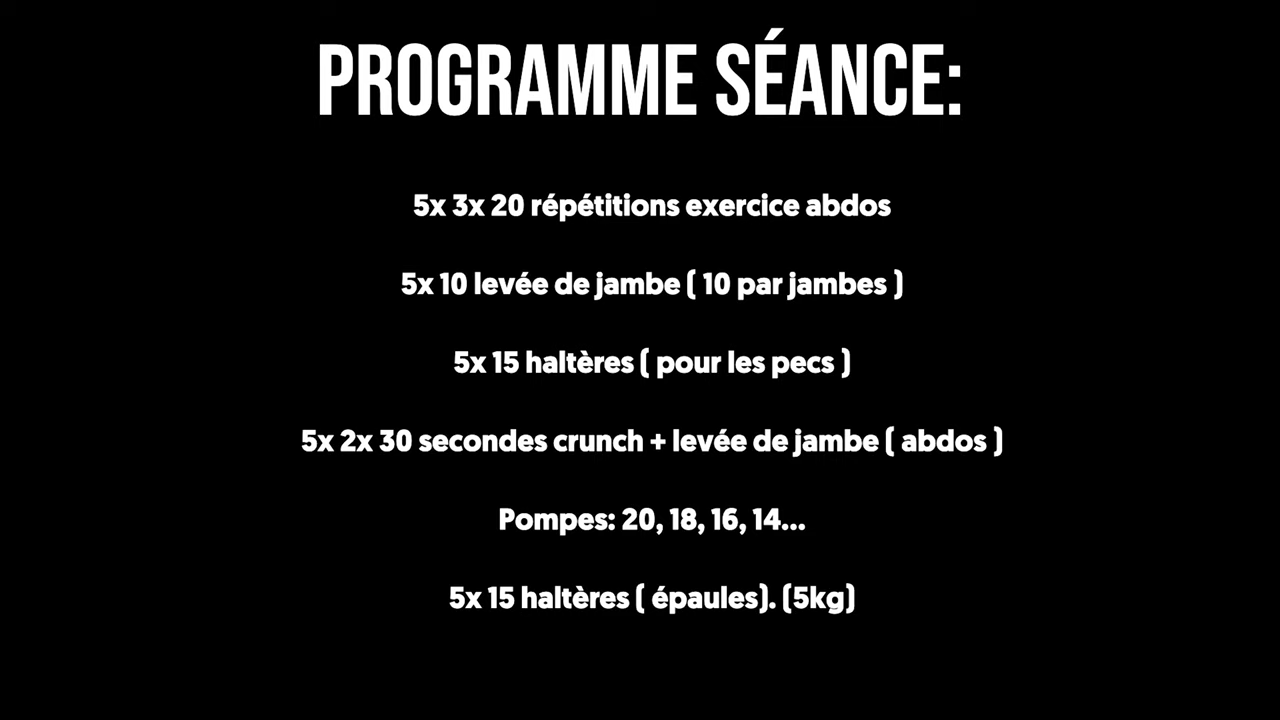 PROGRAMME SÉANCE:
5x 3x 20 répétitions exercice abdos
5x 10 levée de jambe ( 10 par jambes )
5x 15 haltères ( pour les pecs )
5x 2x 30 secondes crunch + levée de jambe ( abdos )
Pompes: 20, 18, 16, 14...
5x 15 haltères ( épaules). (5kg)